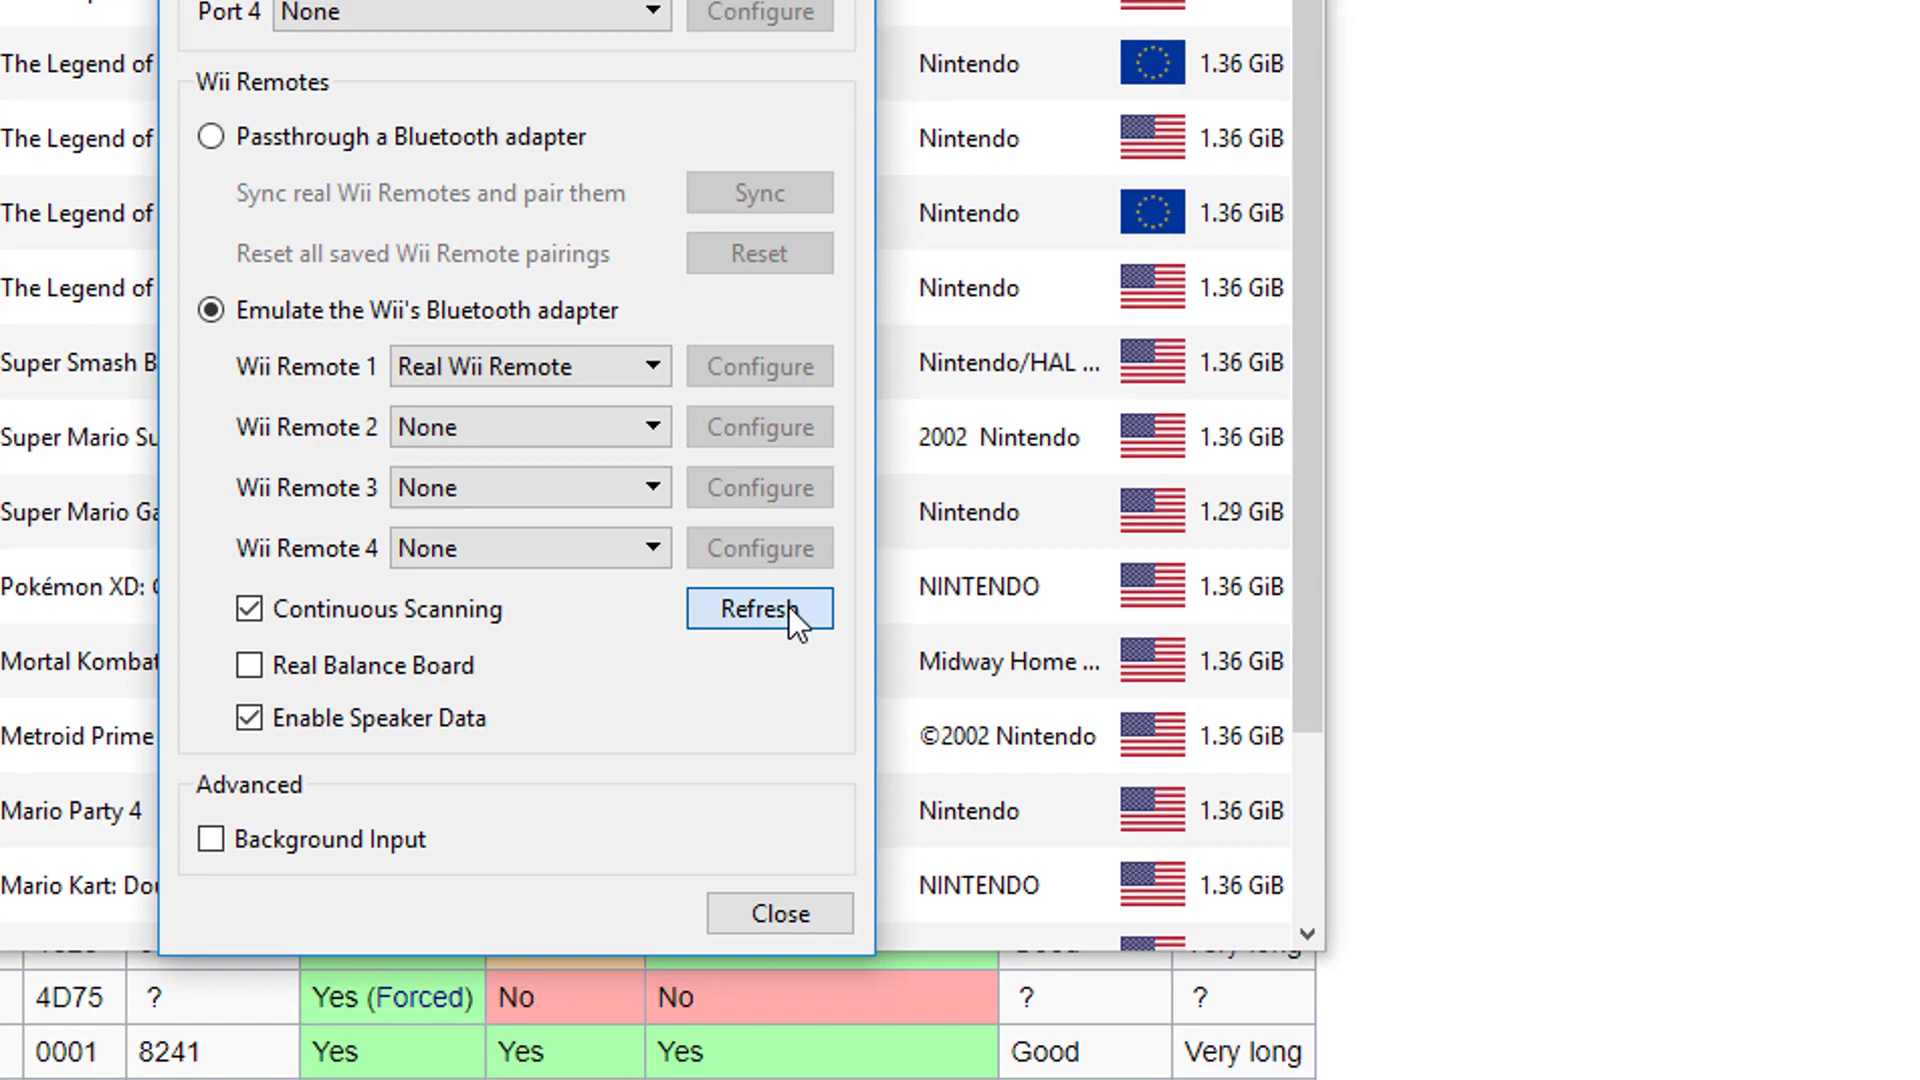 Port 4 None Configure
The Legend of Nintendo 1.36 GiB
Wii Remotes
Passthrough a Bluetooth adapter
The Legend of Nintendo 1.36 GiB
Sync real Wii Remotes and pair them Sync
The Legend of Nintendo 1.36 GiB
Reset all saved Wii Remote pairings Reset
The Legend of Nintendo 1.36 GiB
Emulate the Wii's Bluetooth adapter
Super Smash B Nintendo/HAL ... 1.36 GiB
Wii Remote 1 Real Wii Remote Configure
Wii Remote 2 None Configure
Super Mario Su 2002 Nintendo 1.36 GiB
Wii Remote 3 None Configure
Super Mario Ga Nintendo 1.29 GiB
Wii Remote 4 None Configure
Pokémon XD: NINTENDO 1.36 GiB
Continuous Scanning Refresh
Mortal Kombat Midway Home ... 1.36 GiB
Real Balance Board
Enable Speaker Data
Metroid Prime ©2002 Nintendo 1.36 GiB
Advanced
Mario Party 4 Nintendo 1.36 GiB
Background Input
Mario Kart: Dou NINTENDO 1.36 GiB
Close
4D75 ? Yes (Forced) No No ? ?
0001 8241 Yes Yes Yes Good Very long